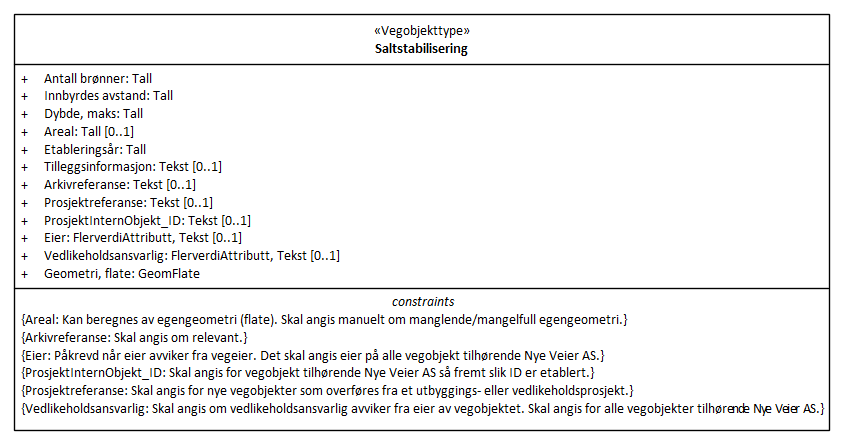 «Vegobjekttype»
Saltstabilisering
+ Antall brønner: Tall
+ Innbyrdes avstand: Tall
+ Dybde, maks: Tall
+ Areal: Tall [0..1]
+ Etableringsår: Tall
+ Tilleggsinformasjon: Tekst [0..1]
+ Arkivreferanse: Tekst [0..1]
+ Prosjektreferanse: Tekst [0..1]
+ ProsjektInternObjekt_ID: Tekst [0..1]
+ Eier: FlerverdiAttributt, Tekst [0..1]
+ Vedlikeholdsansvarlig: FlerverdiAttributt, Tekst [0..1]
+ Geometri, flate: GeomFlate
constraints
{Areal: Kan beregnes av egengeometri (flate). Skal angis manuelt om manglende/mangelfull egengeometri.}
{Arkivreferanse: Skal angis om relevant.}
{Eier: Påkrevd når eier avviker fra vegeier. Det skal angis eier på alle vegobjekt tilhørende Nye Veier AS.}
{ProsjektInternObjekt_ID: Skal angis for vegobjekt tilhørende Nye Veier AS så fremt slik ID er etablert.}
{Prosjektreferanse: Skal angis for nye vegobjekter som overføres fra et utbyggings- eller vedlikeholdsprosjekt.}
{Vedlikeholdsansvarlig: Skal angis om vedlikeholdsansvarlig avviker fra eier av vegobjektet. Skal angis for alle vegobjekter tilhørende Nye Veier AS.}